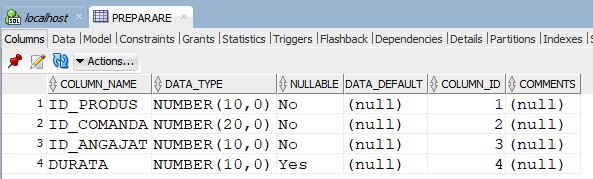 localhost PREPARARE
Columns Data Model Constraints Grants Statistics Triggers Flashback Dependencies Details Partitions Indexes
Actions...
COLUMN_NAME DATA_TYPE NULLABLE DATA_DEFAULT COLUMN_ID COMMENTS
1 ID_PRODUS NUMBER(10,0) No (null) 1 (null)
2 ID_COMANDA NUMBER(20,0) No (null) 2 (null)
3 ID_ANGAJAT NUMBER(10,0) No (null) 3 (null)
4 DURATA NUMBER(10,0) Yes (null) 4 (null)